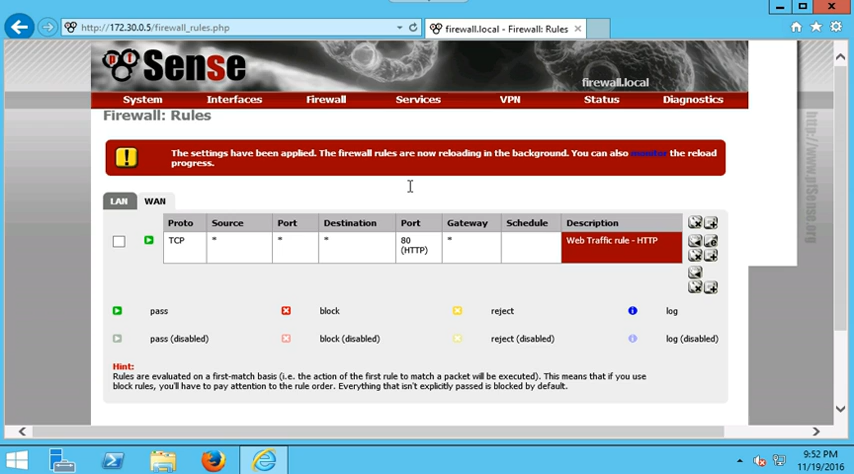 http://172.30.0.5/firewall_rules.php
firewall.local - Firewall: Rules
pf
Sense
firewall.local
System Interfaces Firewall Services VPN Status Diagnostics
Firewall: Rules
The settings have been applied. The firewall rules are now reloading in the background. You can also monitor the reload
progress.
LAN WAN
Proto Source Port Destination Port Gateway Schedule Description
TCP * * * 80 * Web Traffic rule - HTTP
(HTTP)
pass block reject log
pass (disabled) block (disabled) reject (disabled) log (disabled)
Hint:
Rules are evaluated on a first-match basis (i.e. the action of the first rule to match a packet will be executed). This means that if you use
block rules, you'll have to pay attention to the rule order. Everything that isn't explicitly passed is blocked by default.
http://www.pfSense.org
9:52 PM
11/19/2016